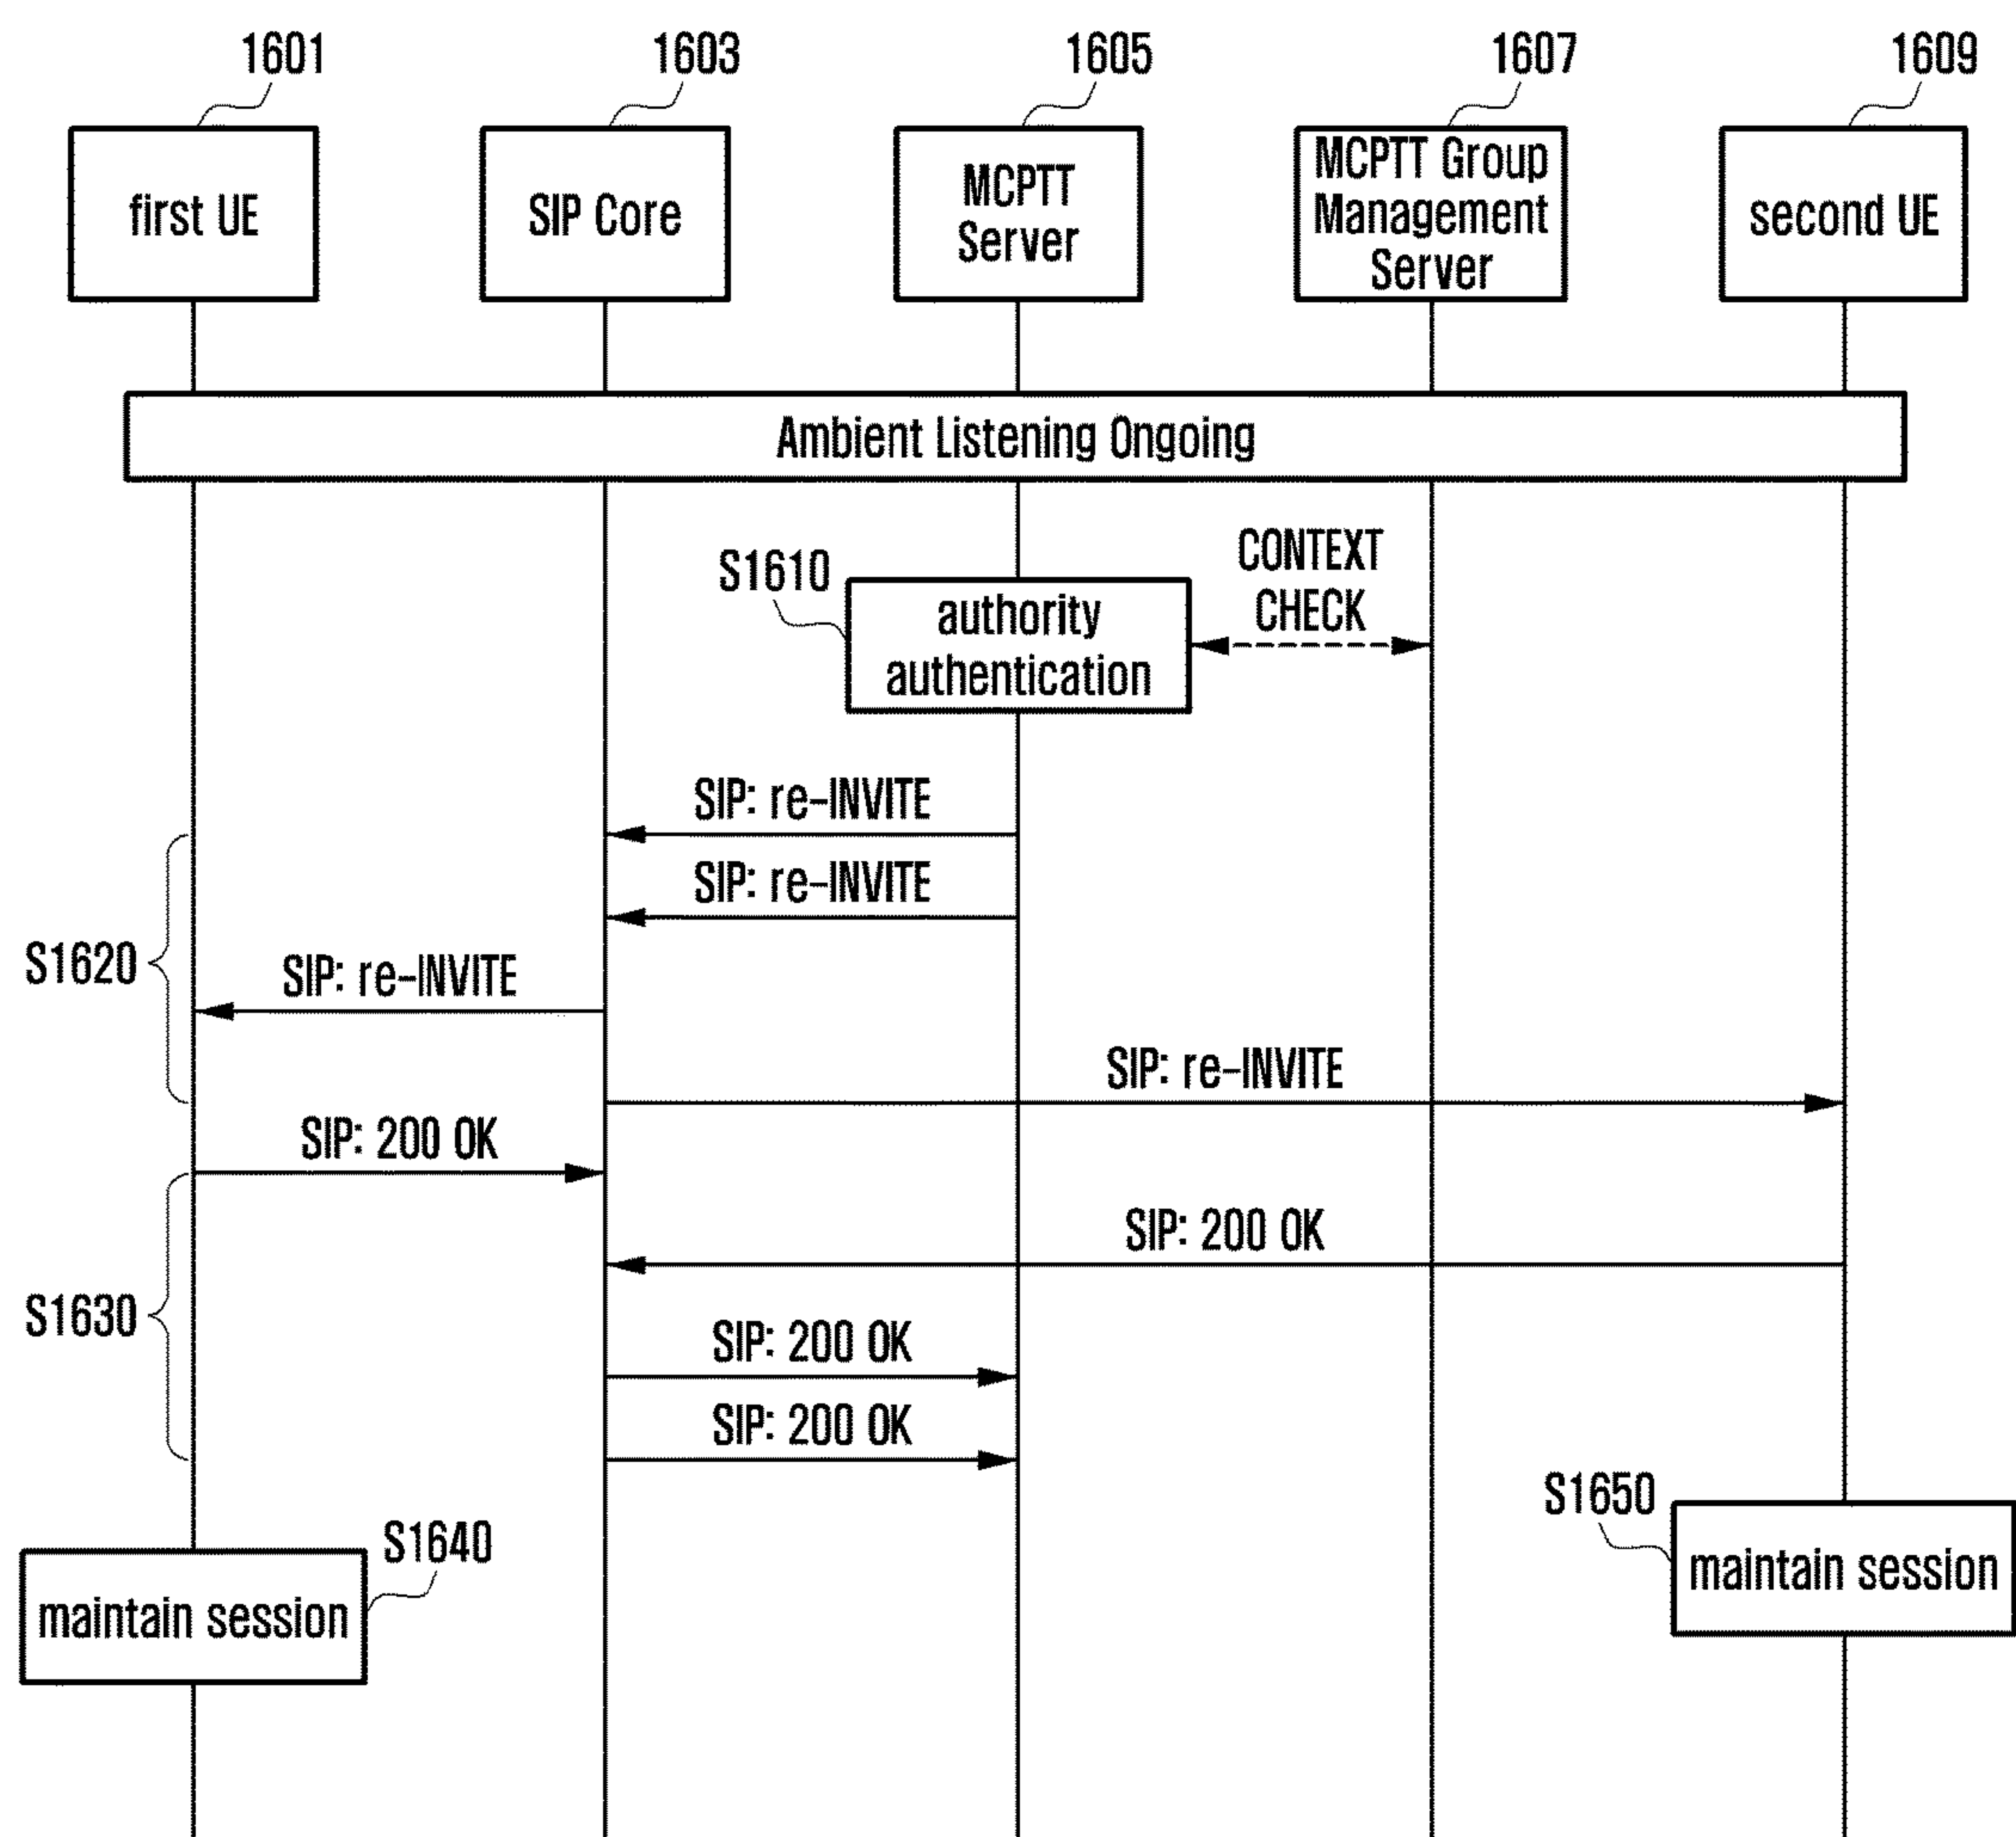 1601
1603
1605
1607
1609
first UE
SIP Core
MCPTT
Server
MCPTT Group
Management
Server
second UE
Ambient Listening Ongoing
S1610
authority
authentication
CONTEXT
CHECK
SIP: re-INVITE
SIP: re-INVITE
S1620
SIP: re-INVITE
SIP: re-INVITE
SIP: 200 OK
SIP: 200 OK
S1630
SIP: 200 OK
SIP: 200 OK
S1650
maintain session
S1640
maintain session